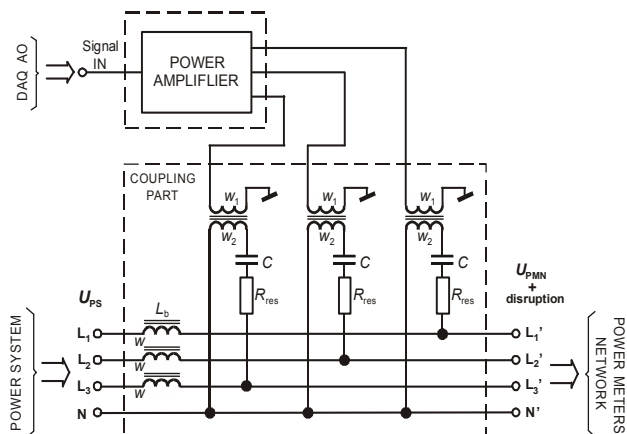 DAQ AO
Signal
IN
POWER
AMPLIFLIER
COUPLING
PART
w1
w1
w1
w2
w2
w2
C
C
C
Rres
Rres
Rres
UPS
Lb
UPMN
+
disruption
POWER SYSTEM
L1
w
L1'
L2
w
L2'
L3
w
L3'
N
N'
POWER METERS
NETWORK